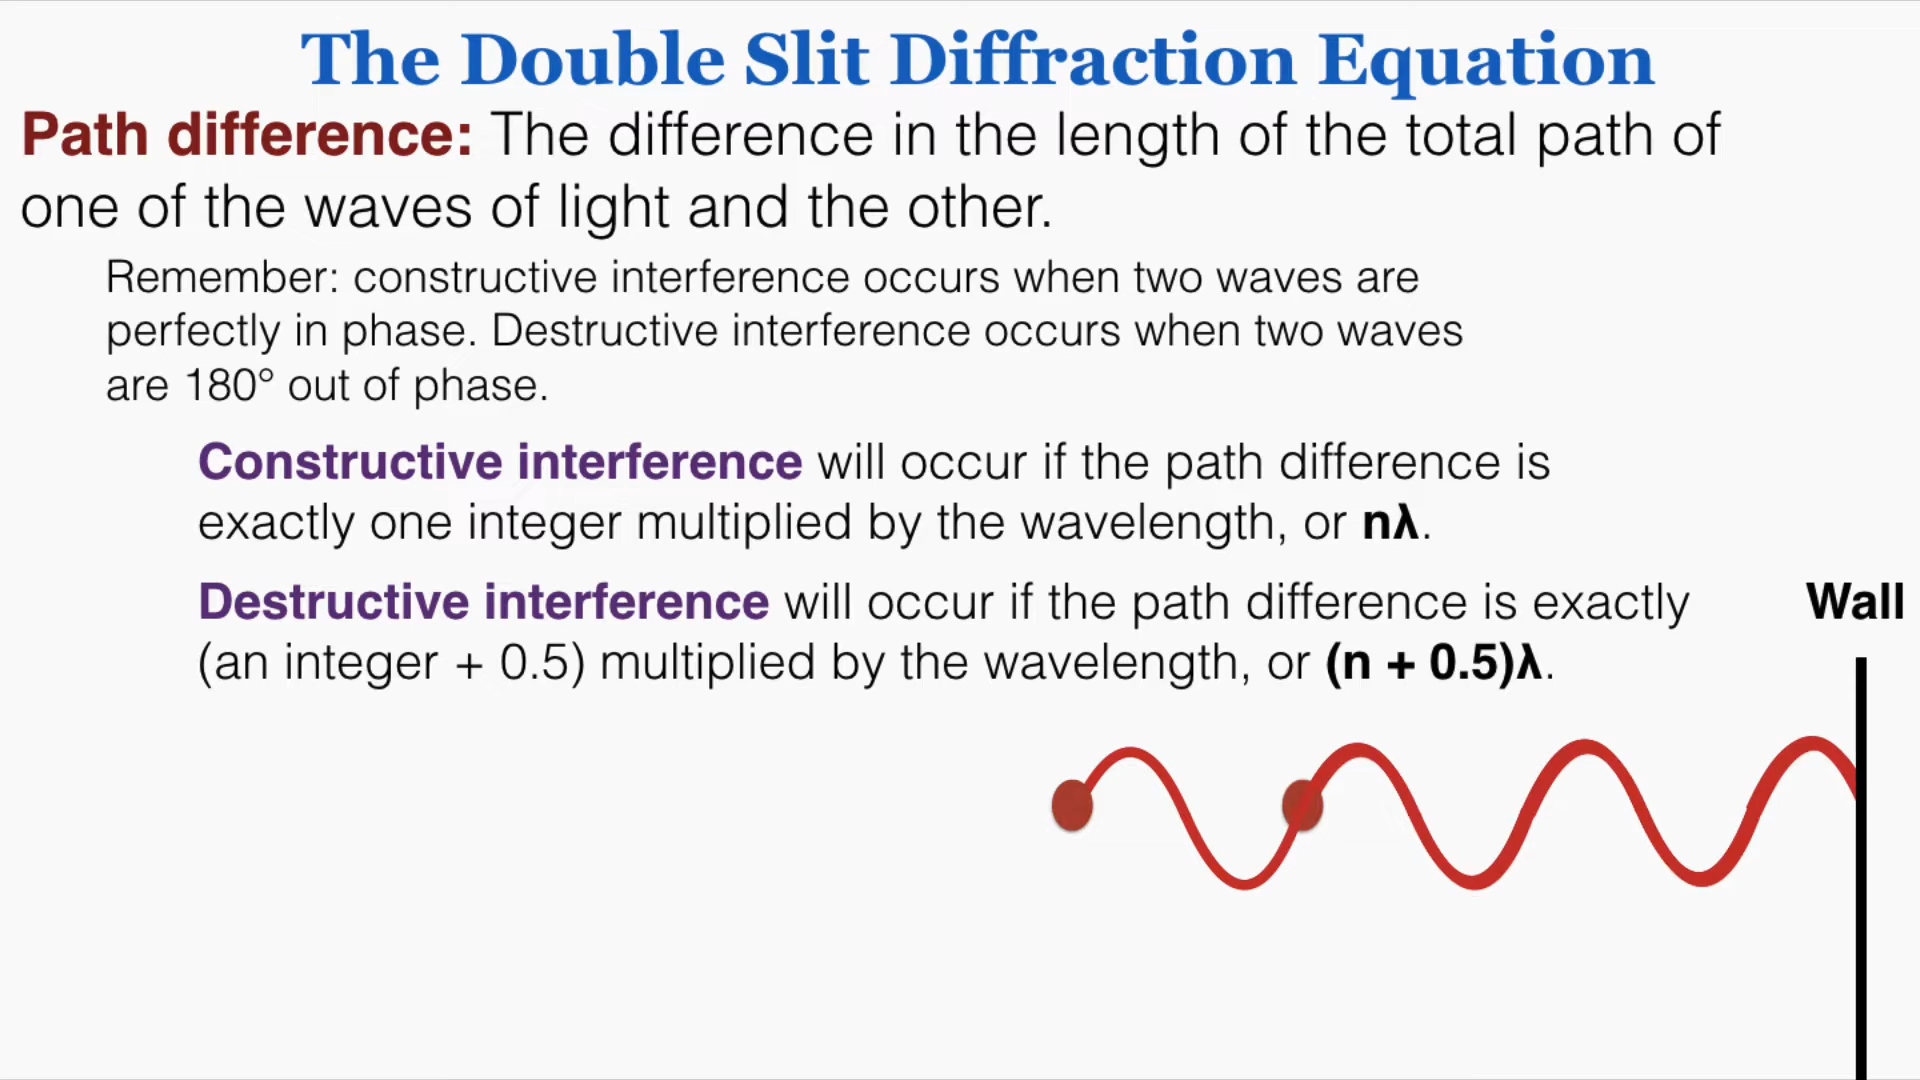 The Double Slit Diffraction Equation
Path difference: The difference in the length of the total path of
one of the waves of light and the other.
Remember: constructive interference occurs when two waves are
perfectly in phase. Destructive interference occurs when two waves
are 180° out of phase.
Constructive interference will occur if the path difference is
exactly one integer multiplied by the wavelength, or nλ.
Destructive interference will occur if the path difference is exactly
(an integer + 0.5) multiplied by the wavelength, or (n + 0.5)λ.
Wall